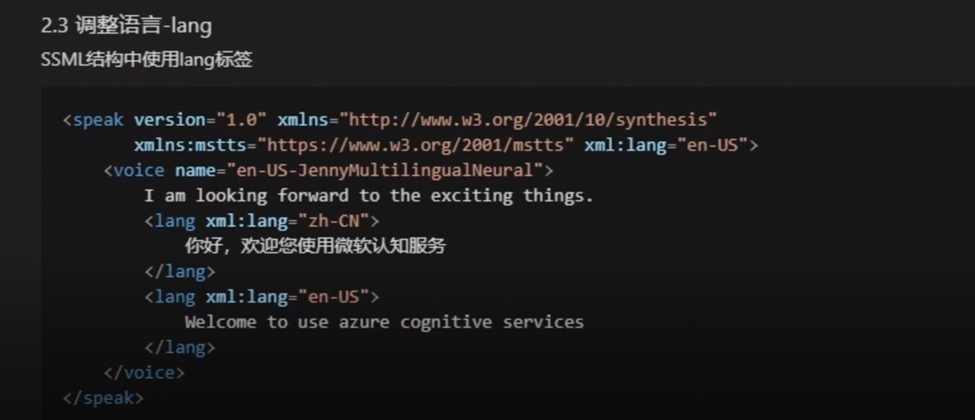 2.3 调整语言-lang
SSML结构中使用lang标签
<speak version="1.0" xmlns="http://www.w3.org/2001/10/synthesis"
xmlns:mstts="https://www.w3.org/2001/mstts" xml:lang="en-US">
<voice name="en-US-JennyMultilingualNeural">
I am looking forward to the exciting things.
<lang xml:lang="zh-CN">
你好，欢迎您使用微软认知服务
</lang>
<lang xml:lang="en-US">
Welcome to use azure cognitive services
</lang>
</voice>
</speak>